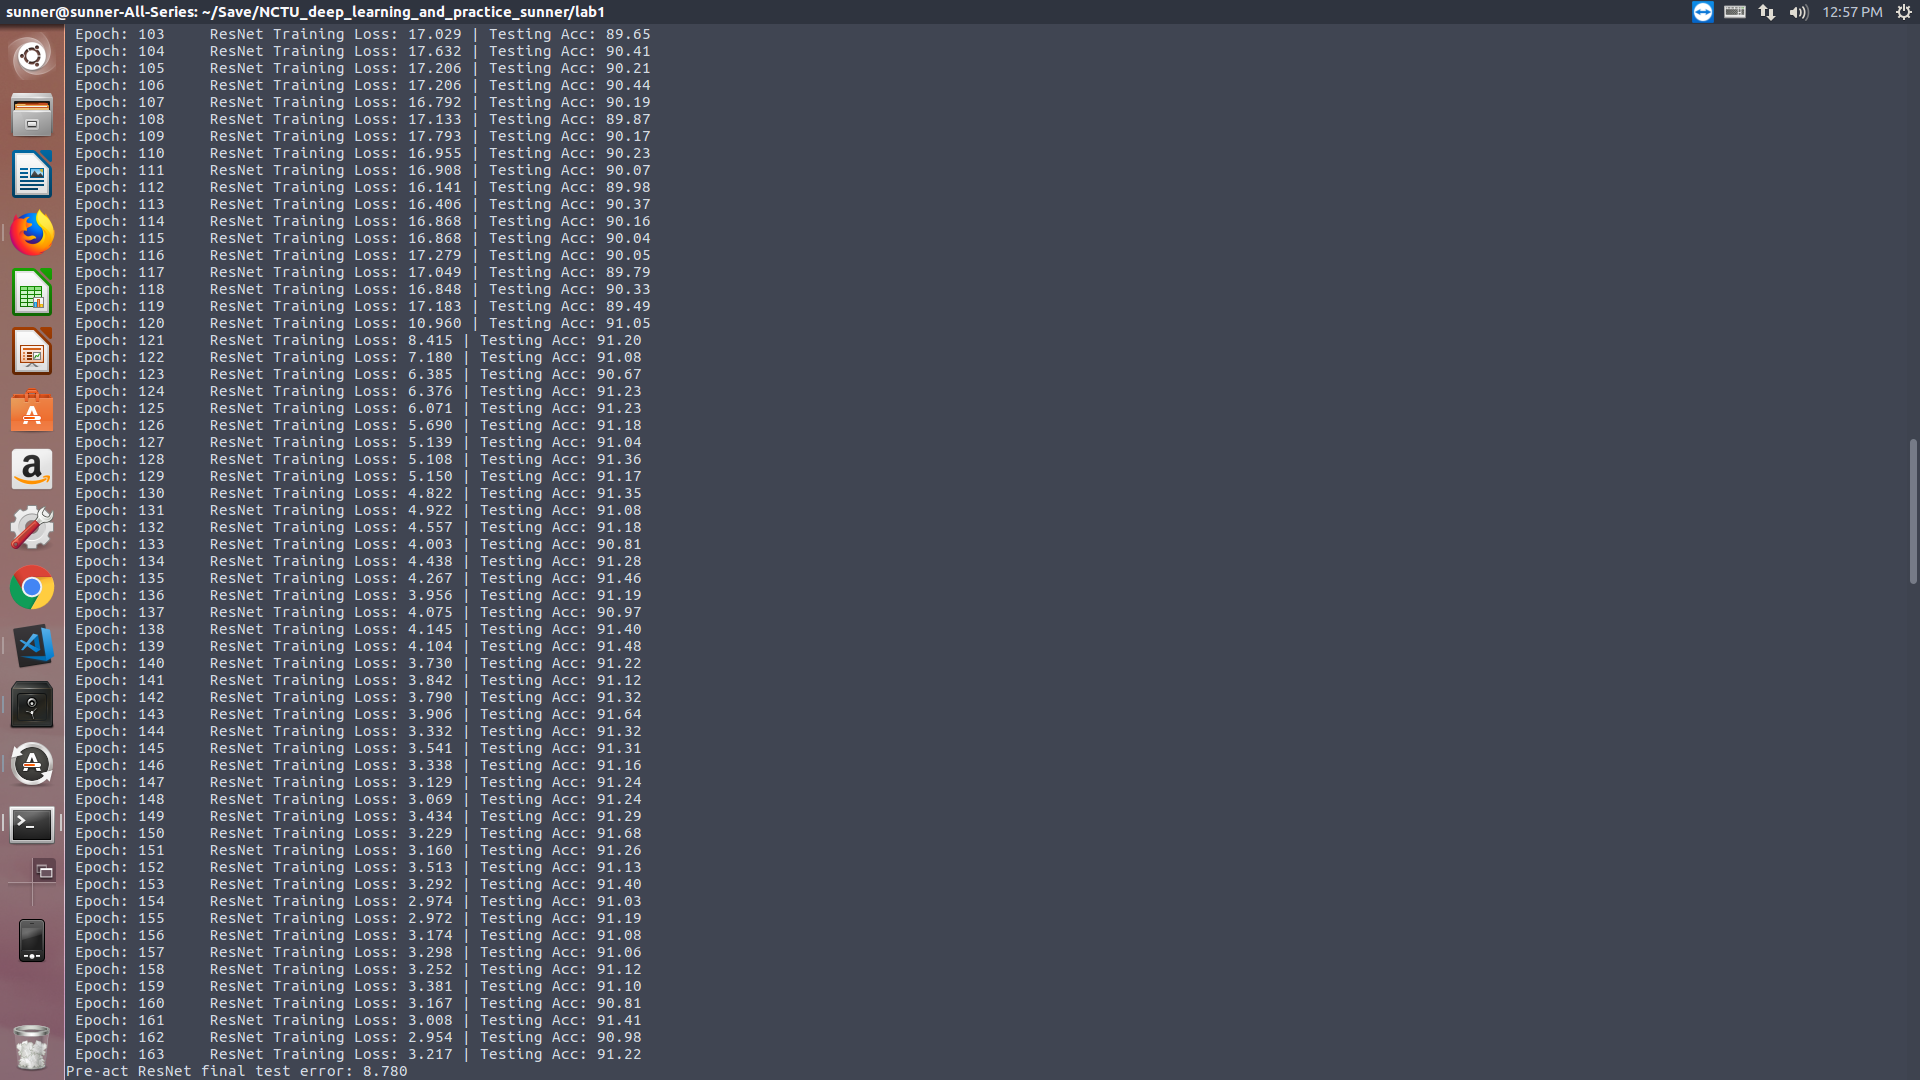 sunner@sunner-All-Series: ~/Save/NCTU_deep_learning_and_practice_sunner/lab1
12:57 PM
Epoch: 103     ResNet Training Loss: 17.029 | Testing Acc: 89.65
Epoch: 104     ResNet Training Loss: 17.632 | Testing Acc: 90.41
Epoch: 105     ResNet Training Loss: 17.206 | Testing Acc: 90.21
Epoch: 106     ResNet Training Loss: 17.206 | Testing Acc: 90.44
Epoch: 107     ResNet Training Loss: 16.792 | Testing Acc: 90.19
Epoch: 108     ResNet Training Loss: 17.133 | Testing Acc: 89.87
Epoch: 109     ResNet Training Loss: 17.793 | Testing Acc: 90.17
Epoch: 110     ResNet Training Loss: 16.955 | Testing Acc: 90.23
Epoch: 111     ResNet Training Loss: 16.908 | Testing Acc: 90.07
Epoch: 112     ResNet Training Loss: 16.141 | Testing Acc: 89.98
Epoch: 113     ResNet Training Loss: 16.406 | Testing Acc: 90.37
Epoch: 114     ResNet Training Loss: 16.868 | Testing Acc: 90.16
Epoch: 115     ResNet Training Loss: 16.868 | Testing Acc: 90.04
Epoch: 116     ResNet Training Loss: 17.279 | Testing Acc: 90.05
Epoch: 117     ResNet Training Loss: 17.049 | Testing Acc: 89.79
Epoch: 118     ResNet Training Loss: 16.848 | Testing Acc: 90.33
Epoch: 119     ResNet Training Loss: 17.183 | Testing Acc: 89.49
Epoch: 120     ResNet Training Loss: 10.960 | Testing Acc: 91.05
Epoch: 121     ResNet Training Loss: 8.415 | Testing Acc: 91.20
Epoch: 122     ResNet Training Loss: 7.180 | Testing Acc: 91.08
Epoch: 123     ResNet Training Loss: 6.385 | Testing Acc: 90.67
Epoch: 124     ResNet Training Loss: 6.376 | Testing Acc: 91.23
Epoch: 125     ResNet Training Loss: 6.071 | Testing Acc: 91.23
Epoch: 126     ResNet Training Loss: 5.690 | Testing Acc: 91.18
Epoch: 127     ResNet Training Loss: 5.139 | Testing Acc: 91.04
Epoch: 128     ResNet Training Loss: 5.108 | Testing Acc: 91.36
Epoch: 129     ResNet Training Loss: 5.150 | Testing Acc: 91.17
Epoch: 130     ResNet Training Loss: 4.822 | Testing Acc: 91.35
Epoch: 131     ResNet Training Loss: 4.922 | Testing Acc: 91.08
Epoch: 132     ResNet Training Loss: 4.557 | Testing Acc: 91.18
Epoch: 133     ResNet Training Loss: 4.003 | Testing Acc: 90.81
Epoch: 134     ResNet Training Loss: 4.438 | Testing Acc: 91.28
Epoch: 135     ResNet Training Loss: 4.267 | Testing Acc: 91.46
Epoch: 136     ResNet Training Loss: 3.956 | Testing Acc: 91.19
Epoch: 137     ResNet Training Loss: 4.075 | Testing Acc: 90.97
Epoch: 138     ResNet Training Loss: 4.145 | Testing Acc: 91.40
Epoch: 139     ResNet Training Loss: 4.104 | Testing Acc: 91.48
Epoch: 140     ResNet Training Loss: 3.730 | Testing Acc: 91.22
Epoch: 141     ResNet Training Loss: 3.842 | Testing Acc: 91.12
Epoch: 142     ResNet Training Loss: 3.790 | Testing Acc: 91.32
Epoch: 143     ResNet Training Loss: 3.906 | Testing Acc: 91.64
Epoch: 144     ResNet Training Loss: 3.332 | Testing Acc: 91.32
Epoch: 145     ResNet Training Loss: 3.541 | Testing Acc: 91.31
Epoch: 146     ResNet Training Loss: 3.338 | Testing Acc: 91.16
Epoch: 147     ResNet Training Loss: 3.129 | Testing Acc: 91.24
Epoch: 148     ResNet Training Loss: 3.069 | Testing Acc: 91.24
Epoch: 149     ResNet Training Loss: 3.434 | Testing Acc: 91.29
Epoch: 150     ResNet Training Loss: 3.229 | Testing Acc: 91.68
Epoch: 151     ResNet Training Loss: 3.160 | Testing Acc: 91.26
Epoch: 152     ResNet Training Loss: 3.513 | Testing Acc: 91.13
Epoch: 153     ResNet Training Loss: 3.292 | Testing Acc: 91.40
Epoch: 154     ResNet Training Loss: 2.974 | Testing Acc: 91.03
Epoch: 155     ResNet Training Loss: 2.972 | Testing Acc: 91.19
Epoch: 156     ResNet Training Loss: 3.174 | Testing Acc: 91.08
Epoch: 157     ResNet Training Loss: 3.298 | Testing Acc: 91.06
Epoch: 158     ResNet Training Loss: 3.252 | Testing Acc: 91.12
Epoch: 159     ResNet Training Loss: 3.381 | Testing Acc: 91.10
Epoch: 160     ResNet Training Loss: 3.167 | Testing Acc: 90.81
Epoch: 161     ResNet Training Loss: 3.008 | Testing Acc: 91.41
Epoch: 162     ResNet Training Loss: 2.954 | Testing Acc: 90.98
Epoch: 163     ResNet Training Loss: 3.217 | Testing Acc: 91.22
Pre-act ResNet final test error: 8.780